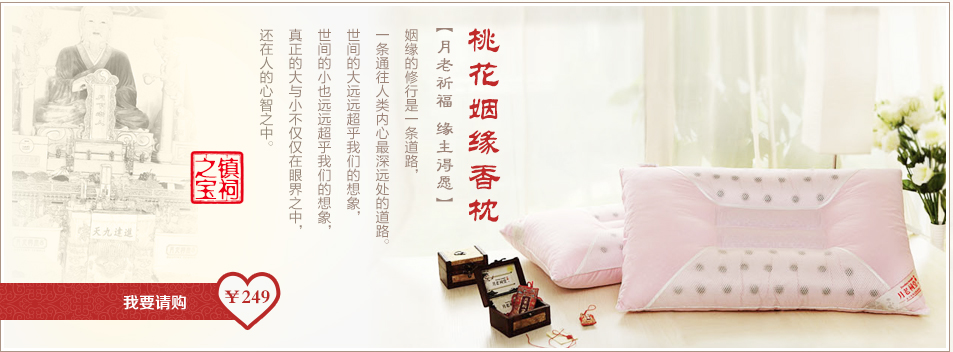 桃花姻缘香枕
【月老祈福 缘主得愿】
姻缘的修行是一条道路，
一条通往人类内心最深远处的道路。
世间的大远远超乎我们的想象，
世间的小也远远超乎我们的想象，
真正的大与小不仅仅在眼界之中，
还在人的心智之中。
镇祠之宝
我要请购
￥249